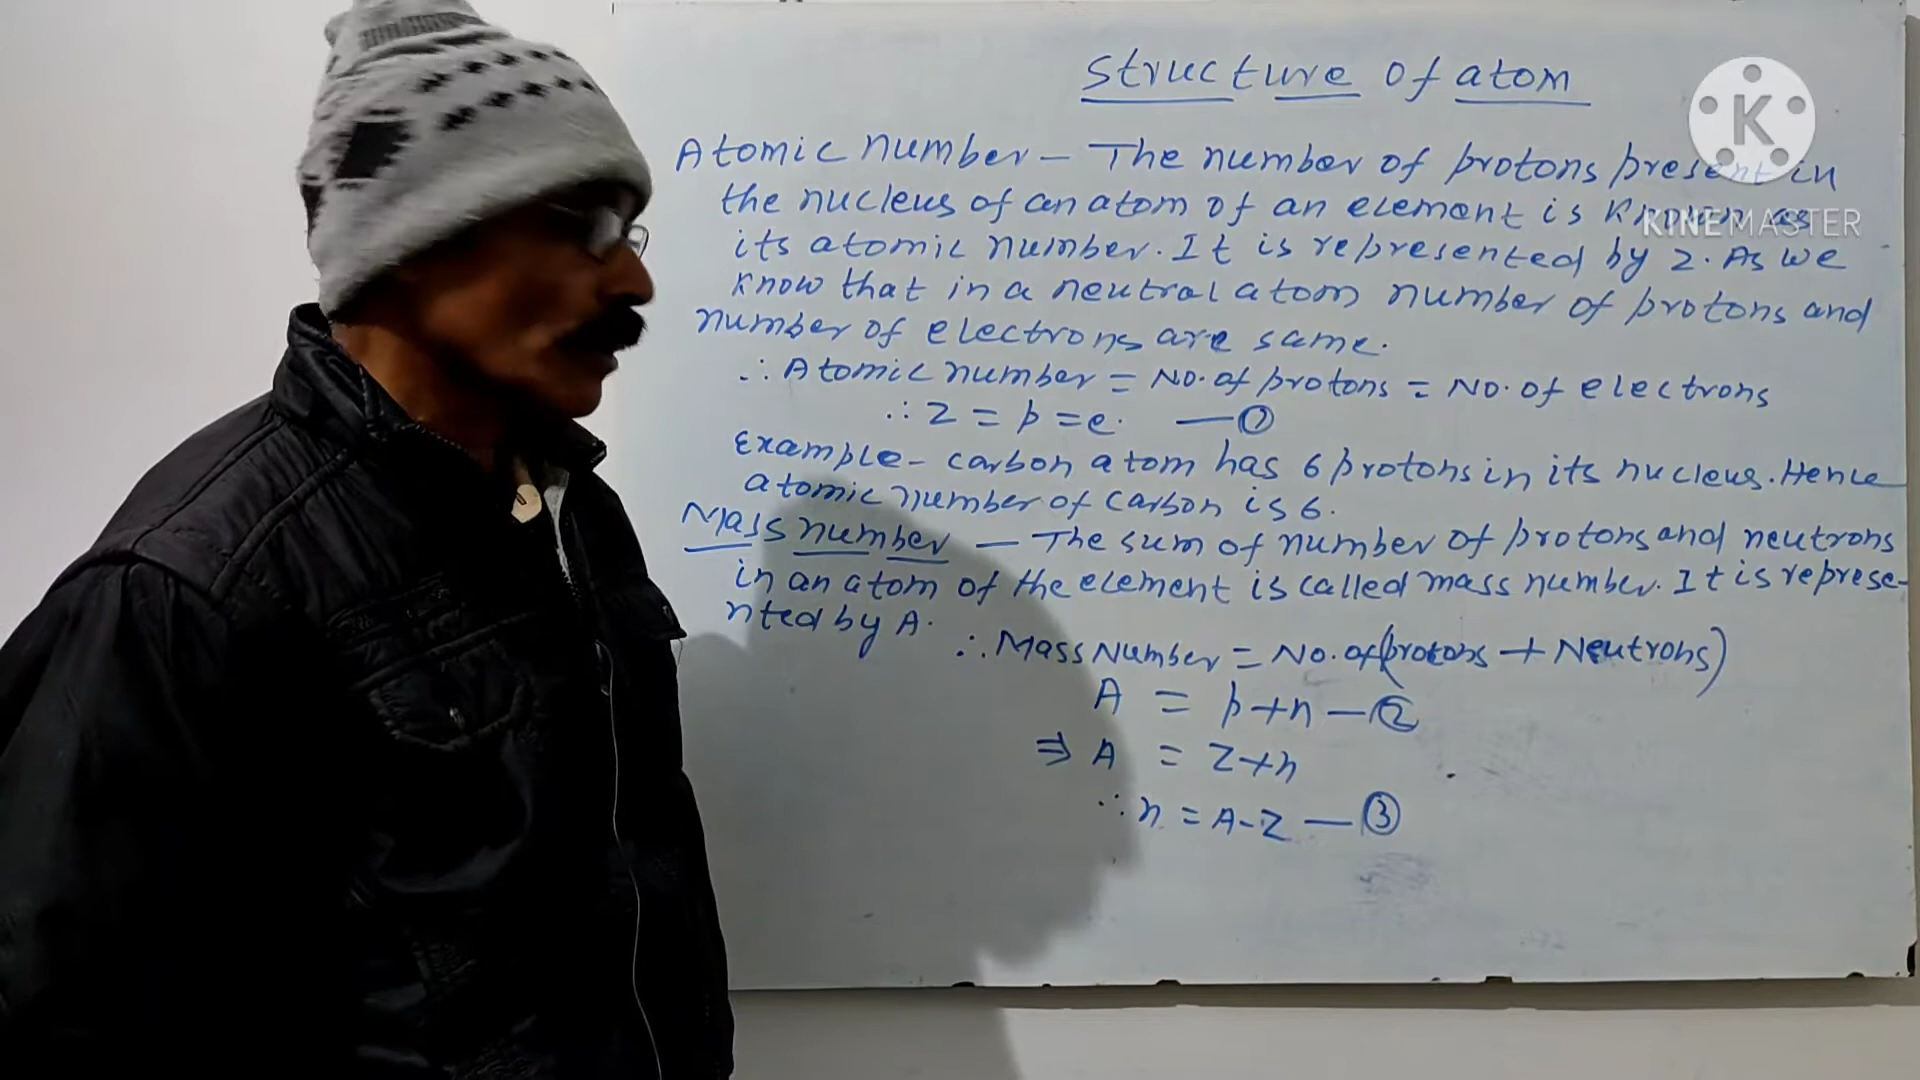 Structure of atom
Atomic number - The number of protons present in
the nucleus of an atom of an element is known as
its atomic number. It is represented by Z. As we
know that in a neutral atom number of protons and
number of electrons are same.
∴ Atomic number = No. of protons = No. of electrons
∴ Z = p = e. — ①
Example - carbon atom has 6 protons in its nucleus. Hence
atomic number of carbon is 6.
Mass number — The sum of number of protons and neutrons
in an atom of the element is called mass number. It is represe-
nted by A.
∴ Mass Number = No. of (protons + Neutrons)
A = p+n — ②
⇒ A = Z+n
∴ n = A-Z — ③
K
KINEMASTER